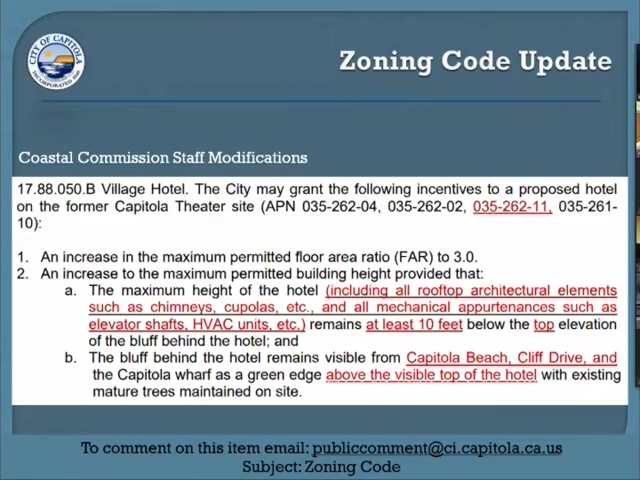 CITY OF CAPITOLA
INCORPORATED 1949
Zoning Code Update
Coastal Commission Staff Modifications
17.88.050.B Village Hotel. The City may grant the following incentives to a proposed hotel
on the former Capitola Theater site (APN 035-262-04, 035-262-02, 035-262-11, 035-261-
10):
1. An increase in the maximum permitted floor area ratio (FAR) to 3.0.
2. An increase to the maximum permitted building height provided that:
a. The maximum height of the hotel (including all rooftop architectural elements
such as chimneys, cupolas, etc., and all mechanical appurtenances such as
elevator shafts, HVAC units, etc.) remains at least 10 feet below the top elevation
of the bluff behind the hotel; and
b. The bluff behind the hotel remains visible from Capitola Beach, Cliff Drive, and
the Capitola wharf as a green edge above the visible top of the hotel with existing
mature trees maintained on site.
To comment on this item email: publiccomment@ci.capitola.ca.us
Subject: Zoning Code